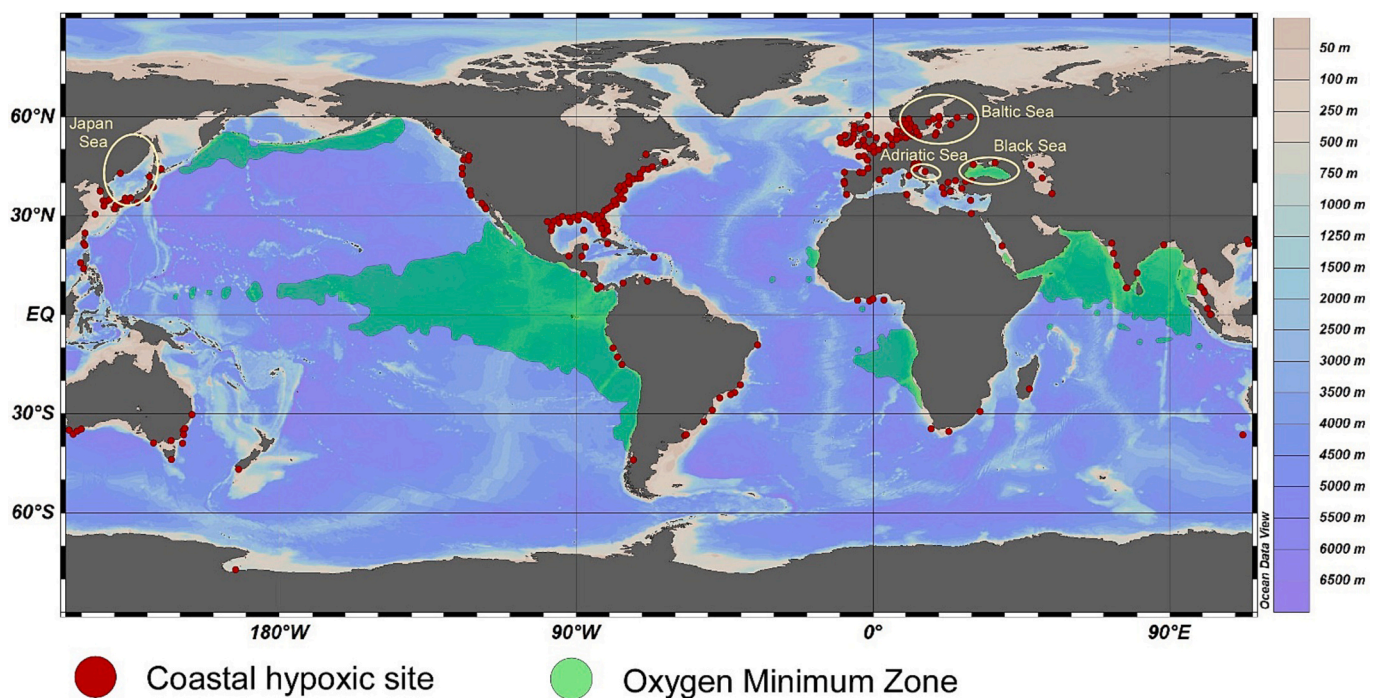 60°N
30°N
EQ
30°S
60°S
Japan
Sea
Baltic Sea
Adriatic Sea
Black Sea
180°W
90°W
0°
90°E
Ocean Data View
50 m
100 m
250 m
500 m
750 m
1000 m
1250 m
1500 m
2000 m
2500 m
3000 m
3500 m
4000 m
4500 m
5000 m
5500 m
6000 m
6500 m
Coastal hypoxic site
Oxygen Minimum Zone